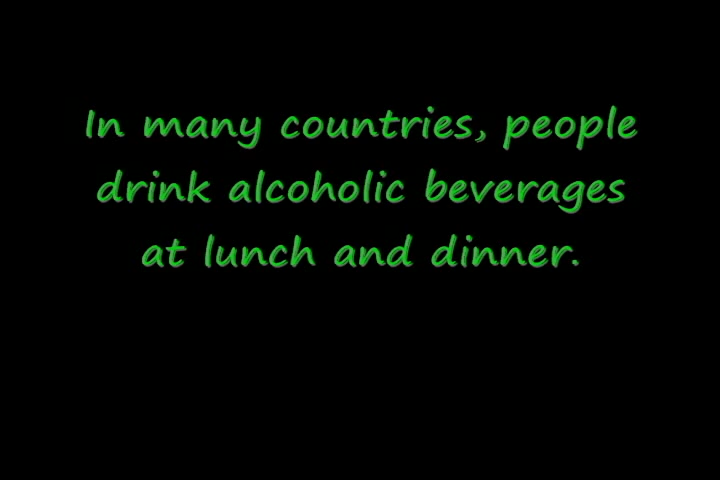 In many countries, people
drink alcoholic beverages
at lunch and dinner.